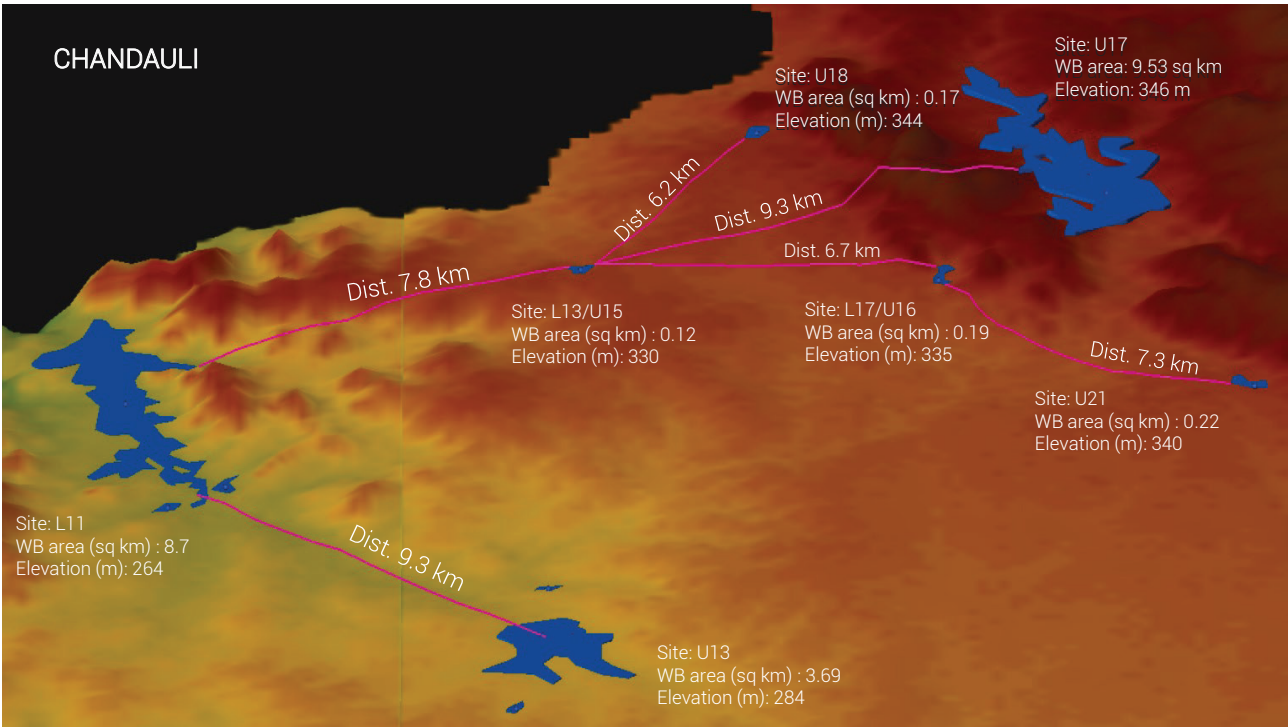 CHANDAULI
Site: U18
WB area (sq km) : 0.17
Elevation (m): 344
Site: U17
WB area: 9.53 sq km
Elevation: 346 m
Dist. 6.2 km
Dist. 9.3 km
Dist. 6.7 km
Dist. 7.8 km
Site: L13/U15
WB area (sq km) : 0.12
Elevation (m): 330
Site: L17/U16
WB area (sq km) : 0.19
Elevation (m): 335
Dist. 7.3 km
Site: U21
WB area (sq km) : 0.22
Elevation (m): 340
Site: L11
WB area (sq km) : 8.7
Elevation (m): 264
Dist. 9.3 km
Site: U13
WB area (sq km) : 3.69
Elevation (m): 284